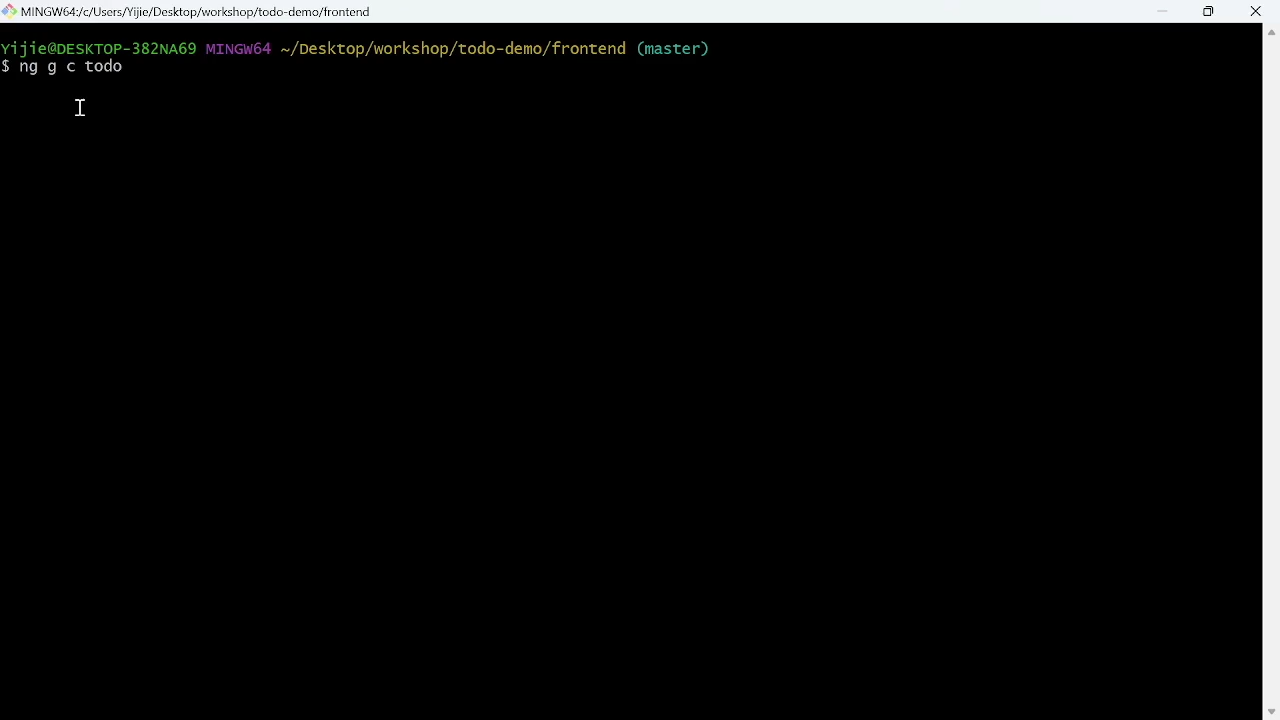 MINGW64:/c/Users/Yijie/Desktop/workshop/todo-demo/frontend
Yijie@DESKTOP-382NA69 MINGW64 ~/Desktop/workshop/todo-demo/frontend (master)
$ ng g c todo